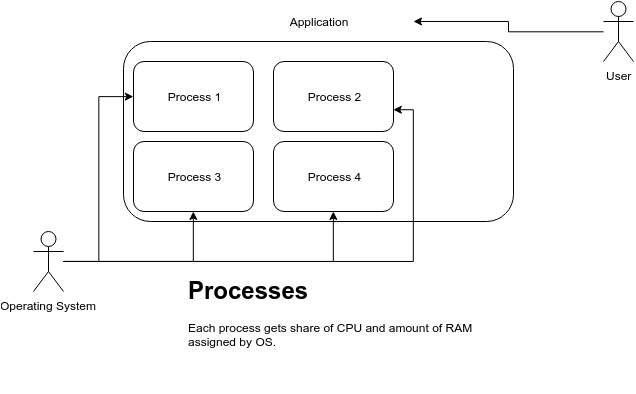 Application
User
Process 1
Process 2
Process 3
Process 4
Operating System
Processes
Each process gets share of CPU and amount of RAM
assigned by OS.